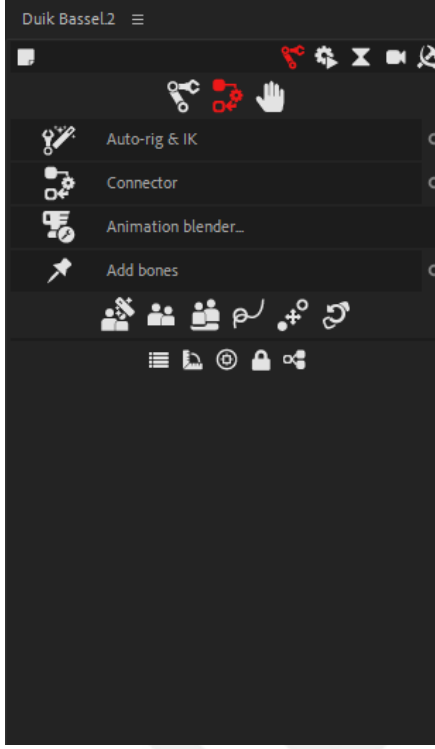 Duik Bassel.2
Auto-rig & IK
Connector
Animation blender...
Add bones